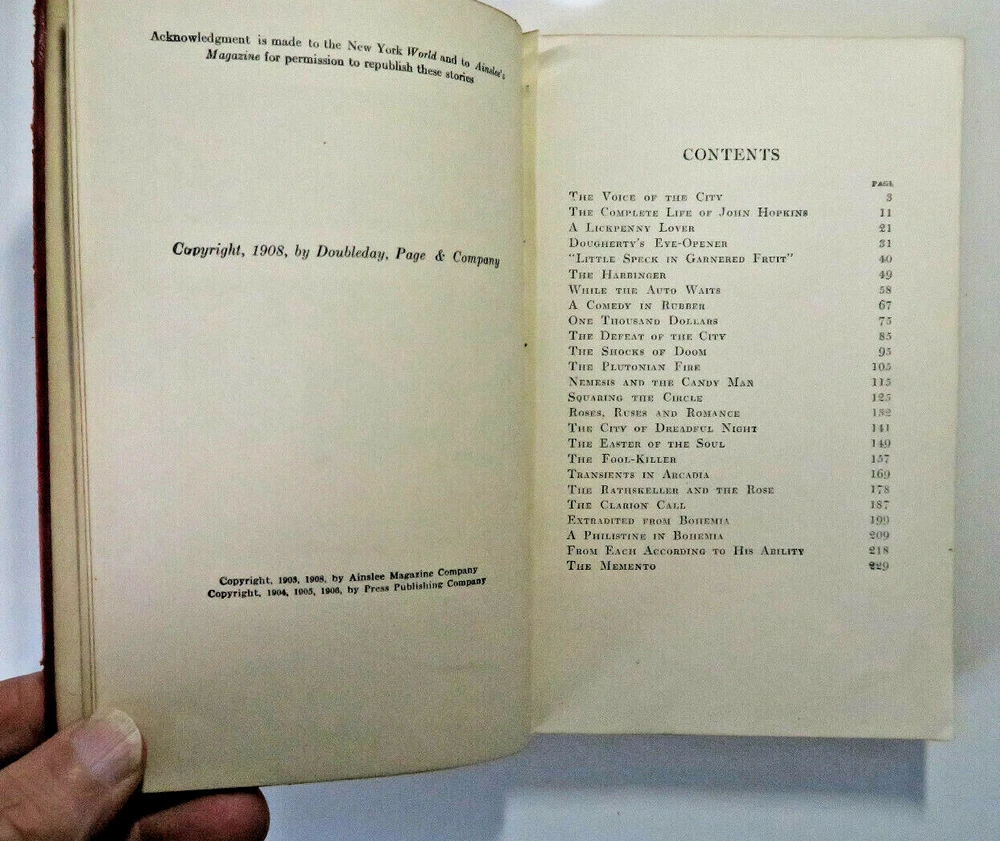 Acknowledgment is made to the New York World and to Ainslee's
Magazine for permission to republish these stories
Copyright, 1908, by Doubleday, Page & Company
Copyright, 1903, 1908, by Ainslee Magazine Company
Copyright, 1904, 1905, 1906, by Press Publishing Company
CONTENTS
PAGE
The Voice of the City 3
The Complete Life of John Hopkins 11
A Lickpenny Lover 21
Dougherty's Eye-Opener 31
"Little Speck in Garnered Fruit" 40
The Harbinger 49
While the Auto Waits 58
A Comedy in Rubber 67
One Thousand Dollars 75
The Defeat of the City 85
The Shocks of Doom 95
The Plutonian Fire 105
Nemesis and the Candy Man 115
Squaring the Circle 125
Roses, Ruses and Romance 132
The City of Dreadful Night 141
The Easter of the Soul 149
The Fool-Killer 157
Transients in Arcadia 169
The Rathskeller and the Rose 178
The Clarion Call 187
Extradited from Bohemia 199
A Philistine in Bohemia 209
From Each According to His Ability 218
The Memento 229